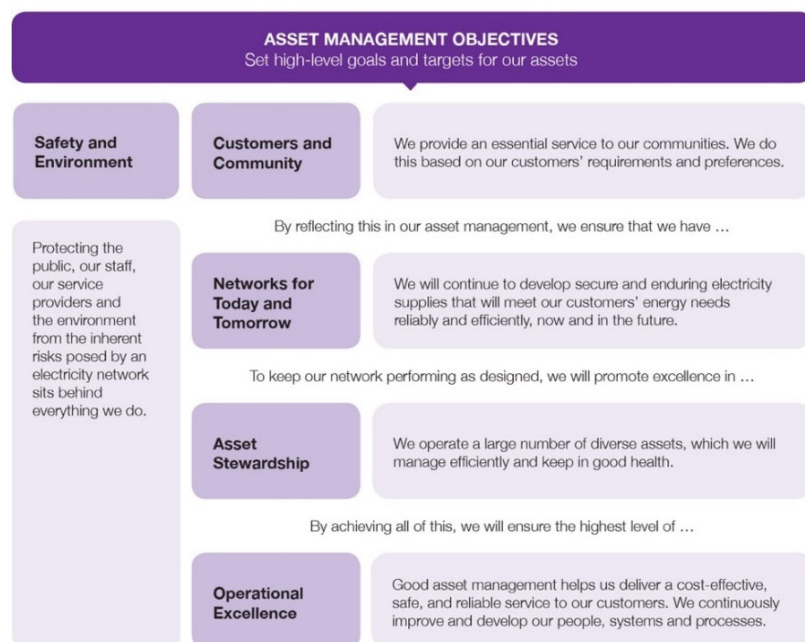 ASSET MANAGEMENT OBJECTIVES
Set high-level goals and targets for our assets
Safety and
Environment
Protecting the
public, our staff,
our service
providers and
the environment
from the inherent
risks posed by an
electricity network
sits behind
everything we do.
Customers and
Community
We provide an essential service to our communities. We do
this based on our customers’ requirements and preferences.
By reflecting this in our asset management, we ensure that we have …
Networks for
Today and
Tomorrow
We will continue to develop secure and enduring electricity
supplies that will meet our customers’ energy needs
reliably and efficiently, now and in the future.
To keep our network performing as designed, we will promote excellence in …
Asset
Stewardship
We operate a large number of diverse assets, which we will
manage efficiently and keep in good health.
By achieving all of this, we will ensure the highest level of …
Operational
Excellence
Good asset management helps us deliver a cost-effective,
safe, and reliable service to our customers. We continuously
improve and develop our people, systems and processes.